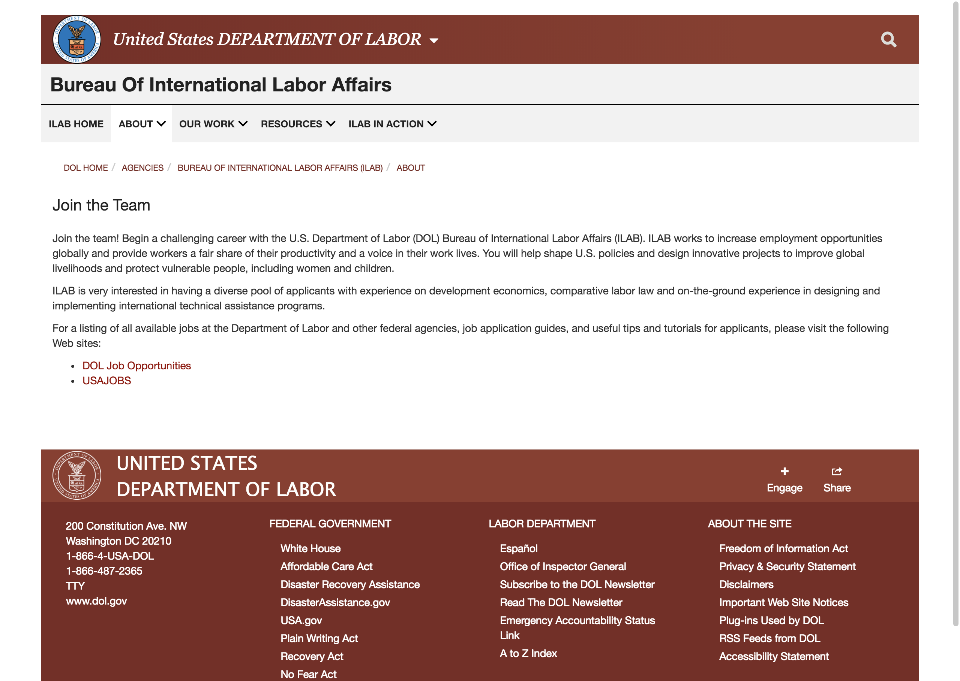 United States DEPARTMENT OF LABOR
Bureau Of International Labor Affairs
ILAB HOME ABOUT OUR WORK RESOURCES ILAB IN ACTION
DOL HOME / AGENCIES / BUREAU OF INTERNATIONAL LABOR AFFAIRS (ILAB) / ABOUT
Join the Team
Join the team! Begin a challenging career with the U.S. Department of Labor (DOL) Bureau of International Labor Affairs (ILAB). ILAB works to increase employment opportunities
globally and provide workers a fair share of their productivity and a voice in their work lives. You will help shape U.S. policies and design innovative projects to improve global
livelihoods and protect vulnerable people, including women and children.
ILAB is very interested in having a diverse pool of applicants with experience on development economics, comparative labor law and on-the-ground experience in designing and
implementing international technical assistance programs.
For a listing of all available jobs at the Department of Labor and other federal agencies, job application guides, and useful tips and tutorials for applicants, please visit the following
Web sites:
• DOL Job Opportunities
• USAJOBS
UNITED STATES
DEPARTMENT OF LABOR
Engage Share
200 Constitution Ave. NW
Washington DC 20210
1-866-4-USA-DOL
1-866-487-2365
TTY
www.dol.gov
FEDERAL GOVERNMENT
White House
Affordable Care Act
Disaster Recovery Assistance
DisasterAssistance.gov
USA.gov
Plain Writing Act
Recovery Act
No Fear Act
LABOR DEPARTMENT
Español
Office of Inspector General
Subscribe to the DOL Newsletter
Read The DOL Newsletter
Emergency Accountability Status
Link
A to Z Index
ABOUT THE SITE
Freedom of Information Act
Privacy & Security Statement
Disclaimers
Important Web Site Notices
Plug-ins Used by DOL
RSS Feeds from DOL
Accessibility Statement